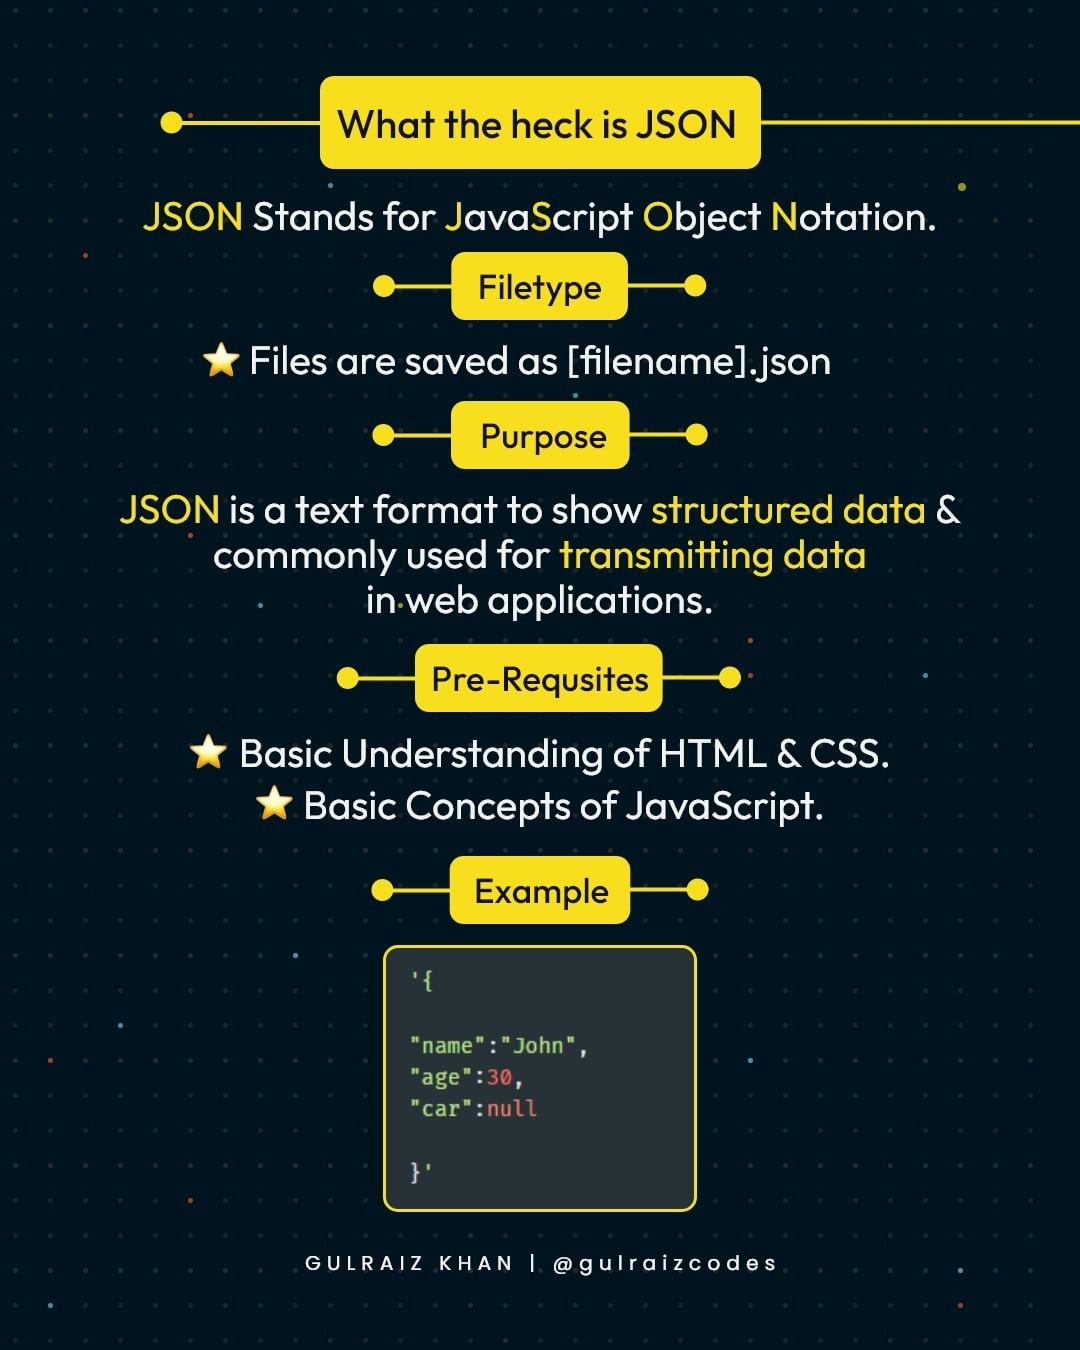 What the heck is JSON
JSON Stands for JavaScript Object Notation.
Filetype
⭐ Files are saved as [filename].json
Purpose
JSON is a text format to show structured data &
commonly used for transmitting data
in web applications.
Pre-Requsites
⭐ Basic Understanding of HTML & CSS.
⭐ Basic Concepts of JavaScript.
Example
'{
"name":"John",
"age":30,
"car":null
}'
GULRAIZ KHAN | @gulraizcodes